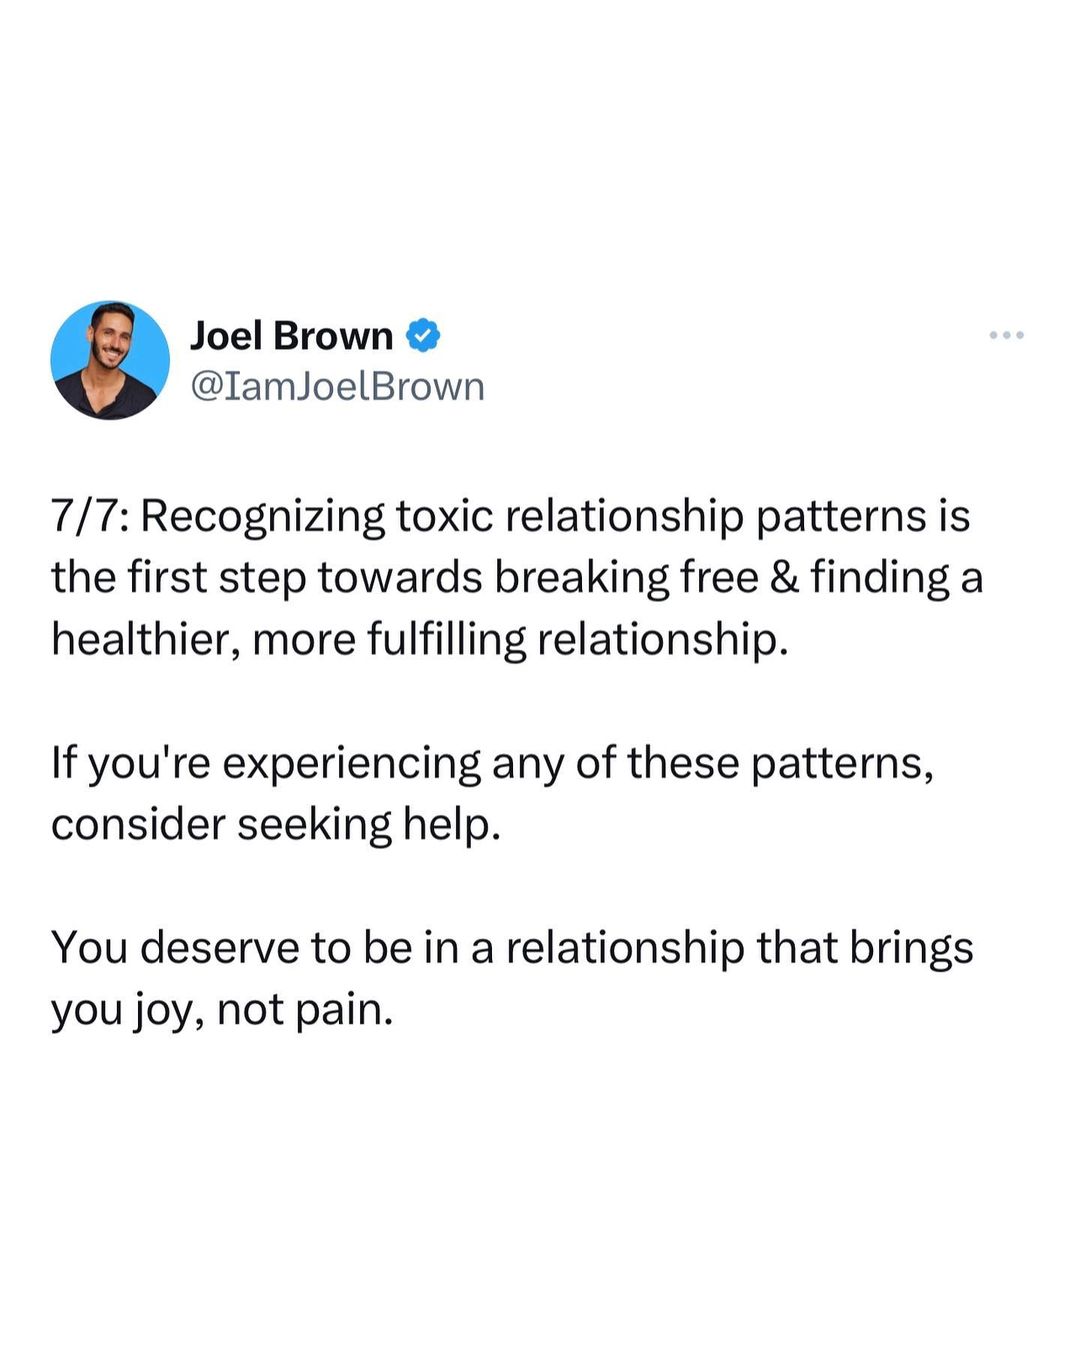 Joel Brown
@IamJoelBrown
7/7: Recognizing toxic relationship patterns is
the first step towards breaking free & finding a
healthier, more fulfilling relationship.
If you're experiencing any of these patterns,
consider seeking help.
You deserve to be in a relationship that brings
you joy, not pain.